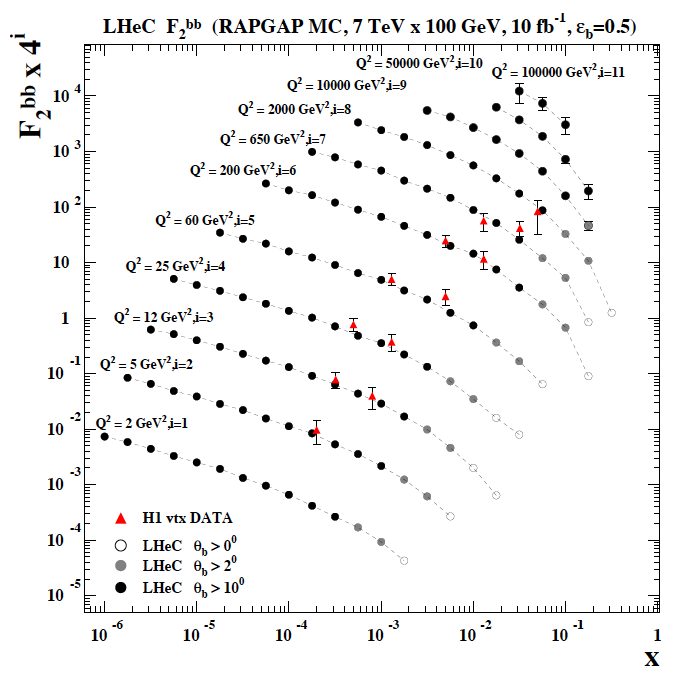 LHeC F₂ᵇᵇ (RAPGAP MC, 7 TeV x 100 GeV, 10 fb⁻¹, εb=0.5)
F₂ᵇᵇ x 4ⁱ
Q² = 50000 GeV²,i=10
Q² = 100000 GeV²,i=11
Q² = 10000 GeV²,i=9
Q² = 2000 GeV²,i=8
Q² = 650 GeV²,i=7
Q² = 200 GeV²,i=6
Q² = 60 GeV²,i=5
Q² = 25 GeV²,i=4
Q² = 12 GeV²,i=3
Q² = 5 GeV²,i=2
Q² = 2 GeV²,i=1
10⁴
10³
10²
10
1
10⁻¹
10⁻²
10⁻³
10⁻⁴
10⁻⁵
H1 vtx DATA
LHeC θb > 0⁰
LHeC θb > 2⁰
LHeC θb > 10⁰
10⁻⁶ 10⁻⁵ 10⁻⁴ 10⁻³ 10⁻² 10⁻¹ 1
x